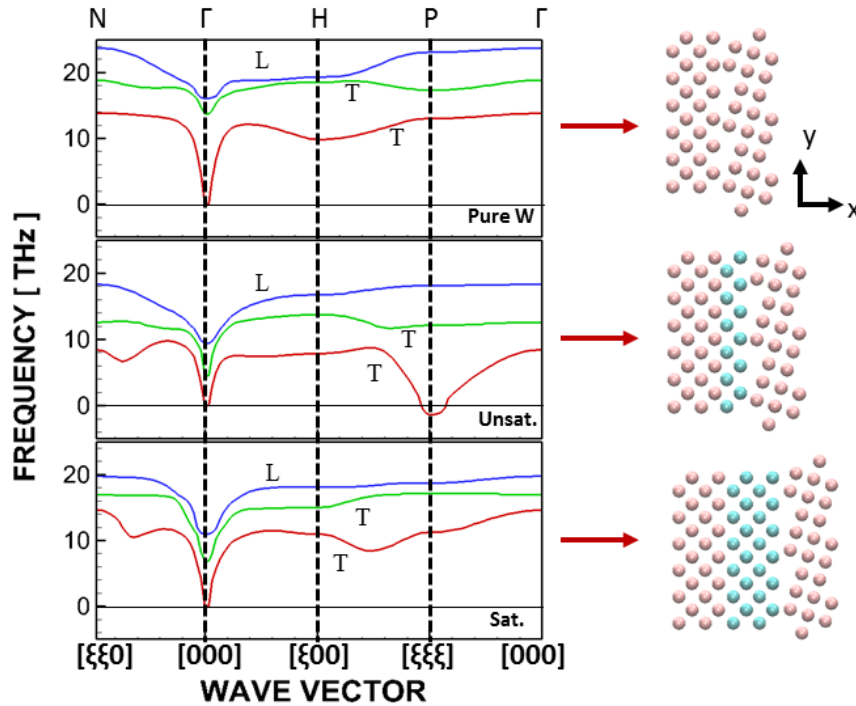 N Γ H P Γ
20
10
0
L
T
T
Pure W
20
10
0
L
T
T
Unsat.
20
10
0
L
T
T
Sat.
[ξξ0] [000] [ξ00] [ξξξ] [000]
WAVE VECTOR
FREQUENCY [ THz]
y
x